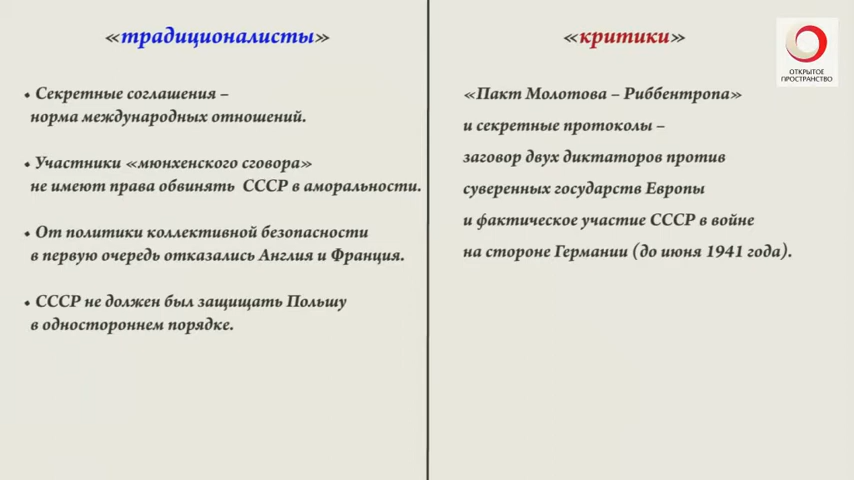 «традиционалисты»
• Секретные соглашения –
норма международных отношений.
• Участники «мюнхенского сговора»
не имеют права обвинять СССР в аморальности.
• От политики коллективной безопасности
в первую очередь отказались Англия и Франция.
• СССР не должен был защищать Польшу
в одностороннем порядке.
«критики»
«Пакт Молотова – Риббентропа»
и секретные протоколы –
заговор двух диктаторов против
суверенных государств Европы
и фактическое участие СССР в войне
на стороне Германии (до июня 1941 года).
ОТКРЫТОЕ
ПРОСТРАНСТВО